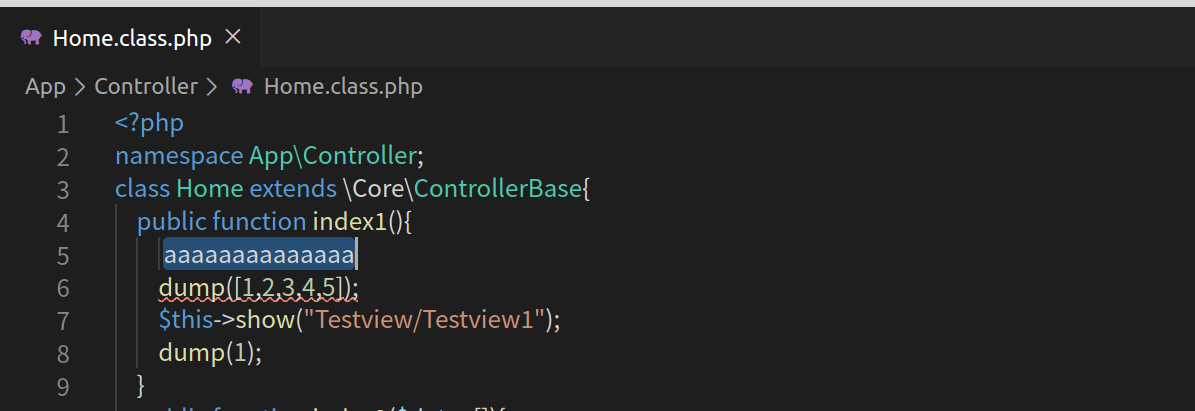 Home.class.php ×
App > Controller > Home.class.php
1 <?php
2 namespace App\Controller;
3 class Home extends \Core\ControllerBase{
4 public function index1(){
5 aaaaaaaaaaaaaa
6 dump([1,2,3,4,5]);
7 $this->show("Testview/Testview1");
8 dump(1);
9 }